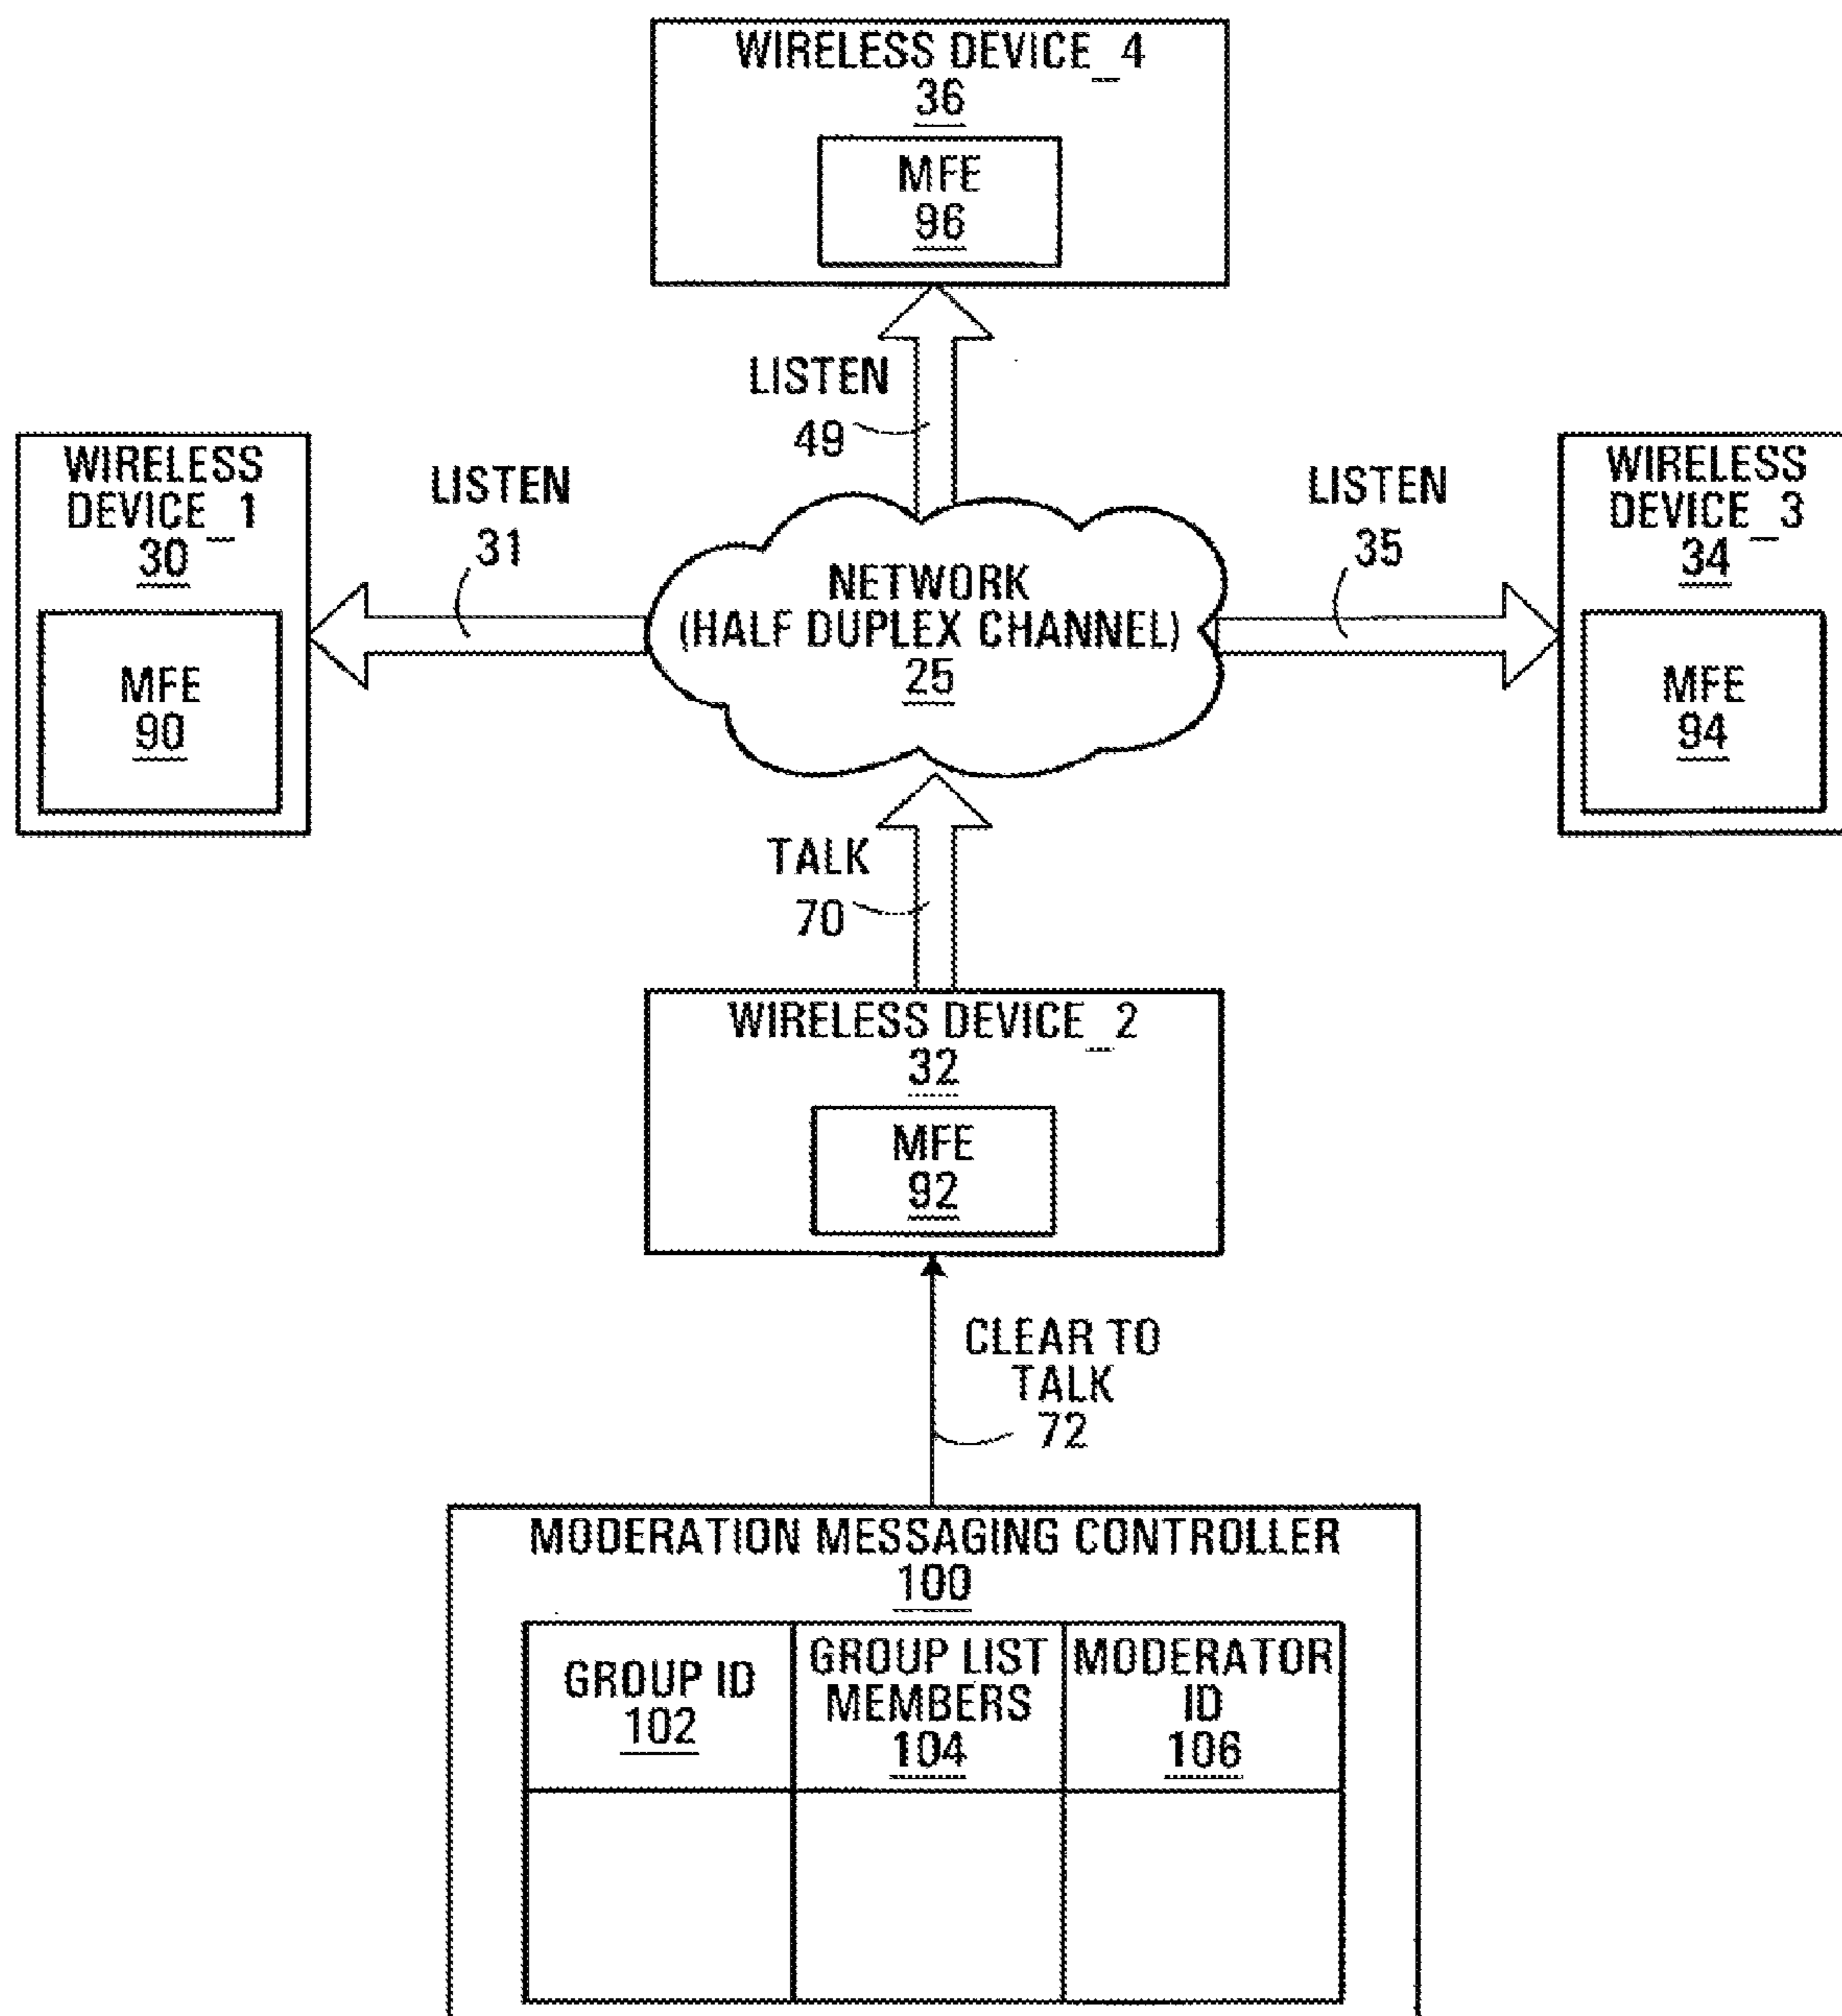 WIRELESS DEVICE_4
36
MFE
96
LISTEN
49
WIRELESS
DEVICE_1
30
MFE
90
LISTEN
31
NETWORK
(HALF DUPLEX CHANNEL)
25
LISTEN
35
WIRELESS
DEVICE_3
34
MFE
94
TALK
70
WIRELESS DEVICE_2
32
MFE
92
CLEAR TO
TALK
72
MODERATION MESSAGING CONTROLLER
100
GROUP ID
102
GROUP LIST
MEMBERS
104
MODERATOR
ID
106